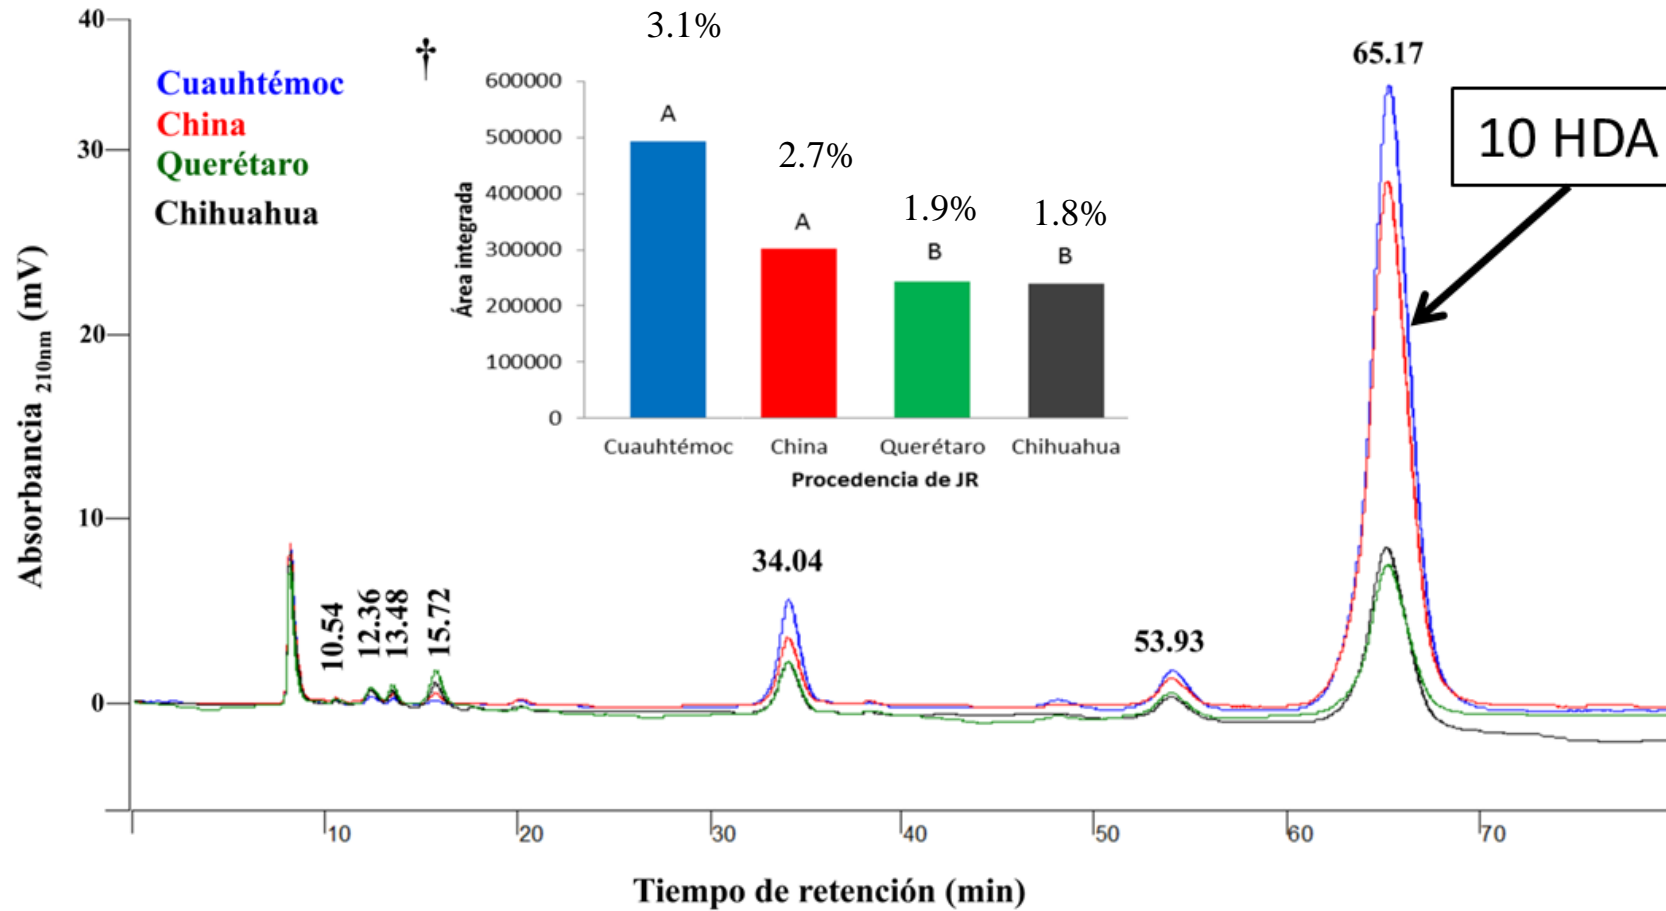 40
30
20
10
0
Absorbancia 210nm (mV)
Cuauhtémoc
China
Querétaro
Chihuahua
†
3.1%
2.7%
1.9%
1.8%
600000
500000
400000
300000
200000
100000
0
Área integrada
A
A
B
B
Cuauhtémoc China Querétaro Chihuahua
Procedencia de JR
65.17
10 HDA
10.54
12.36
13.48
15.72
34.04
53.93
10 20 30 40 50 60 70
Tiempo de retención (min)